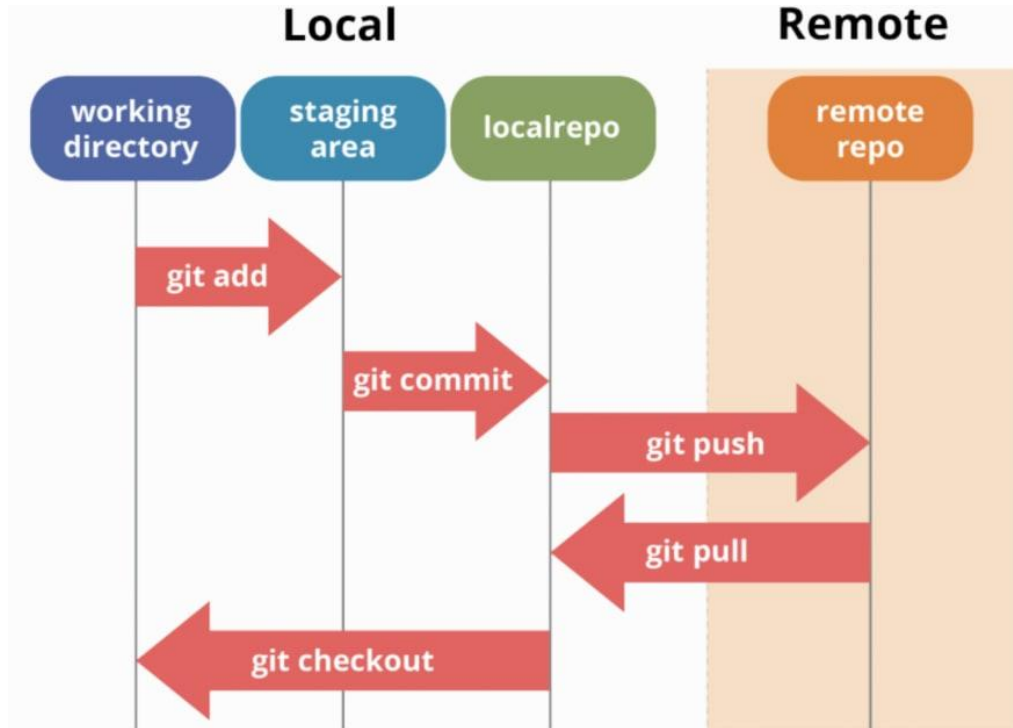 Local
Remote
working
directory
staging
area
localrepo
remote
repo
git add
git commit
git push
git pull
git checkout